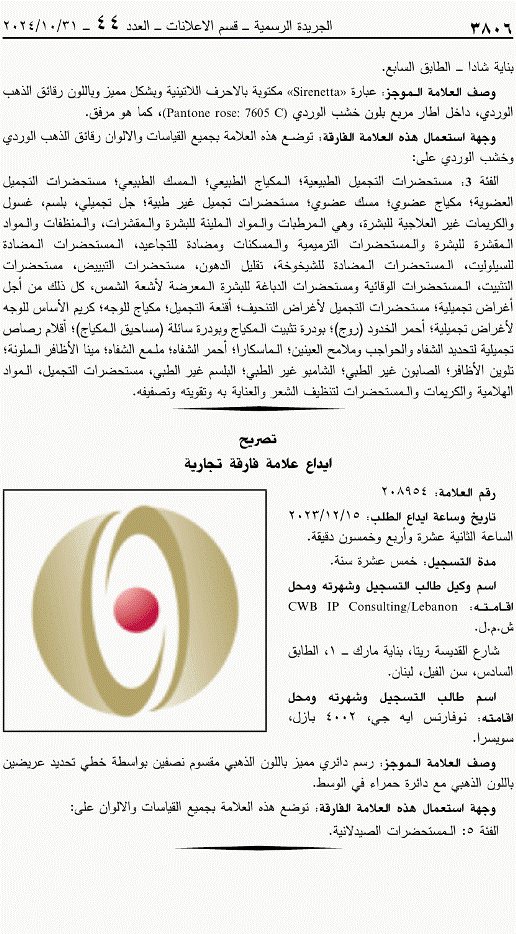 ٣٨٠٦
الجريدة الرسمية ــ قسم الاعلانات ــ العدد ٤٤ ــ ٢٠٢٤/١٠/٣١
بناية شادا ــ الطابق السابع.
وصف العلامة الموجز: عبارة «Sirenetta» مكتوبة بالاحرف اللاتينية وبشكل مميز وباللون رقائق الذهب
الوردي، داخل اطار مربع بلون خشب الوردي (Pantone rose: 7605 C)، كما هو مرفق.
وجهة استعمال هذه العلامة الفارقة: توضع هذه العلامة بجميع القياسات والالوان رقائق الذهب الوردي
وخشب الوردي على:
الفئة 3: مستحضرات التجميل الطبيعية؛ المكياج الطبيعي؛ المسك الطبيعي؛ مستحضرات التجميل
العضوية؛ مكياج عضوي؛ مسك عضوي؛ مستحضرات تجميل غير طبية؛ جل تجميلي، بلسم، غسول
والكريمات غير العلاجية للبشرة، وهي المرطبات والمواد الملينة للبشرة والمقشرات، والمنظفات والمواد
المقشرة للبشرة والمستحضرات الترميمية والمسكنات ومضادة للتجاعيد، المستحضرات المضادة
للسيلوليت، المستحضرات المضادة للشيخوخة، تقليل الدهون، مستحضرات التبييض، مستحضرات
التثبيت، المستحضرات الوقائية ومستحضرات الدباغة للبشرة المعرضة لأشعة الشمس، كل ذلك من أجل
أغراض تجميلية؛ مستحضرات التجميل لأغراض التنحيف؛ أقنعة التجميل؛ مكياج للوجه؛ كريم الأساس للوجه
لأغراض تجميلية؛ أحمر الخدود (روج)؛ بودرة تثبيت المكياج وبودرة سائلة (مساحيق المكياج)؛ أقلام رصاص
تجميلية لتحديد الشفاه والحواجب وملامح العينين؛ الماسكارا؛ أحمر الشفاه؛ ملمع الشفاه؛ مينا الأظافر الملونة؛
تلوين الأظافر؛ الصابون غير الطبي؛ الشامبو غير الطبي؛ البلسم غير الطبي، مستحضرات التجميل، المواد
الهلامية والكريمات والمستحضرات لتنظيف الشعر والعناية به وتقويته وتصفيفه.
تصريح
ايداع علامة فارقة تجارية
رقم العلامة: ٢٠٨٩٥٤
تاريخ وساعة ايداع الطلب: ٢٠٢٣/١٢/١٥
الساعة الثانية عشرة وأربع وخمسون دقيقة.
مدة التسجيل: خمس عشرة سنة.
اسم وكيل طالب التسجيل وشهرته ومحل
اقامته: CWB IP Consulting/Lebanon
ش.م.ل.
شارع القديسة ريتا، بناية مارك ــ ١، الطابق
السادس، سن الفيل، لبنان.
اسم طالب التسجيل وشهرته ومحل
اقامته: نوفارتس ايه جي، ٤٠٠٢ بازل،
سويسرا.
وصف العلامة الموجز: رسم دائري مميز باللون الذهبي مقسوم نصفين بواسطة خطي تحديد عريضين
باللون الذهبي مع دائرة حمراء في الوسط.
وجهة استعمال هذه العلامة الفارقة: توضع هذه العلامة بجميع القياسات والالوان على:
الفئة ٥: المستحضرات الصيدلانية.